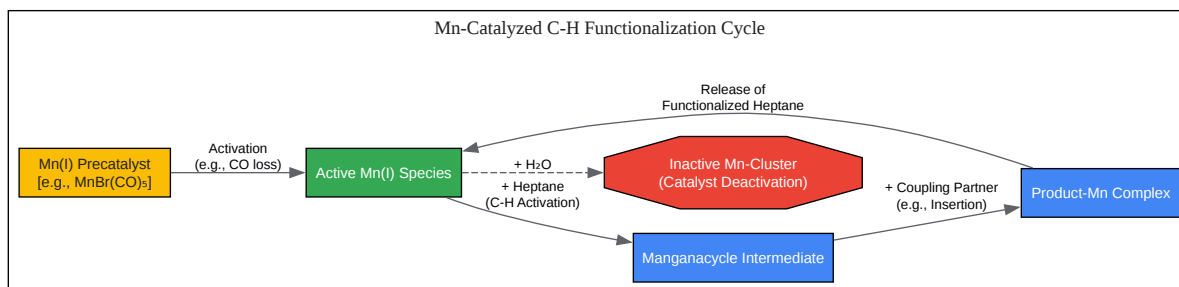 Mn-Catalyzed C-H Functionalization Cycle
Release of
Functionalized Heptane
Mn(I) Precatalyst
[e.g., MnBr(CO)₅]
Activation
(e.g., CO loss)
Active Mn(I) Species
+ H₂O
+ Heptane
(C-H Activation)
Inactive Mn-Cluster
(Catalyst Deactivation)
Manganacycle Intermediate
+ Coupling Partner
(e.g., Insertion)
Product-Mn Complex